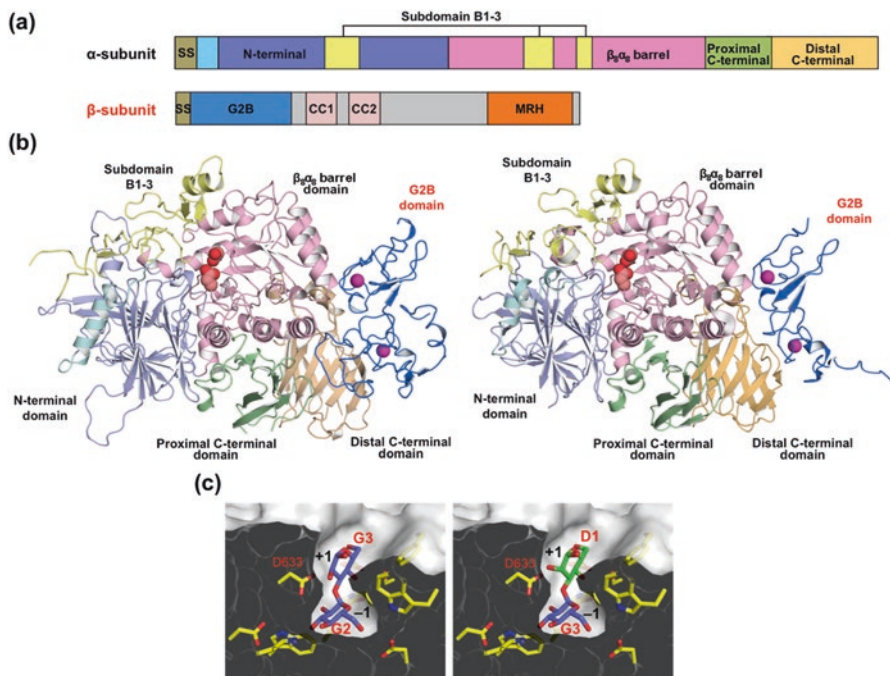 (a)
Subdomain B1-3
α-subunit
SS
N-terminal
β₈α₈ barrel
Proximal
C-terminal
Distal
C-terminal
β-subunit
SS
G2B
CC1
CC2
MRH
(b)
Subdomain
B1-3
β₈α₈ barrel
domain
G2B
domain
N-terminal
domain
Proximal C-terminal
domain
Distal C-terminal
domain
Subdomain
B1-3
β₈α₈ barrel
domain
G2B
domain
N-terminal
domain
Proximal C-terminal
domain
Distal C-terminal
domain
(c)
G3
+1
D633
−1
G2
D1
+1
D633
−1
G3